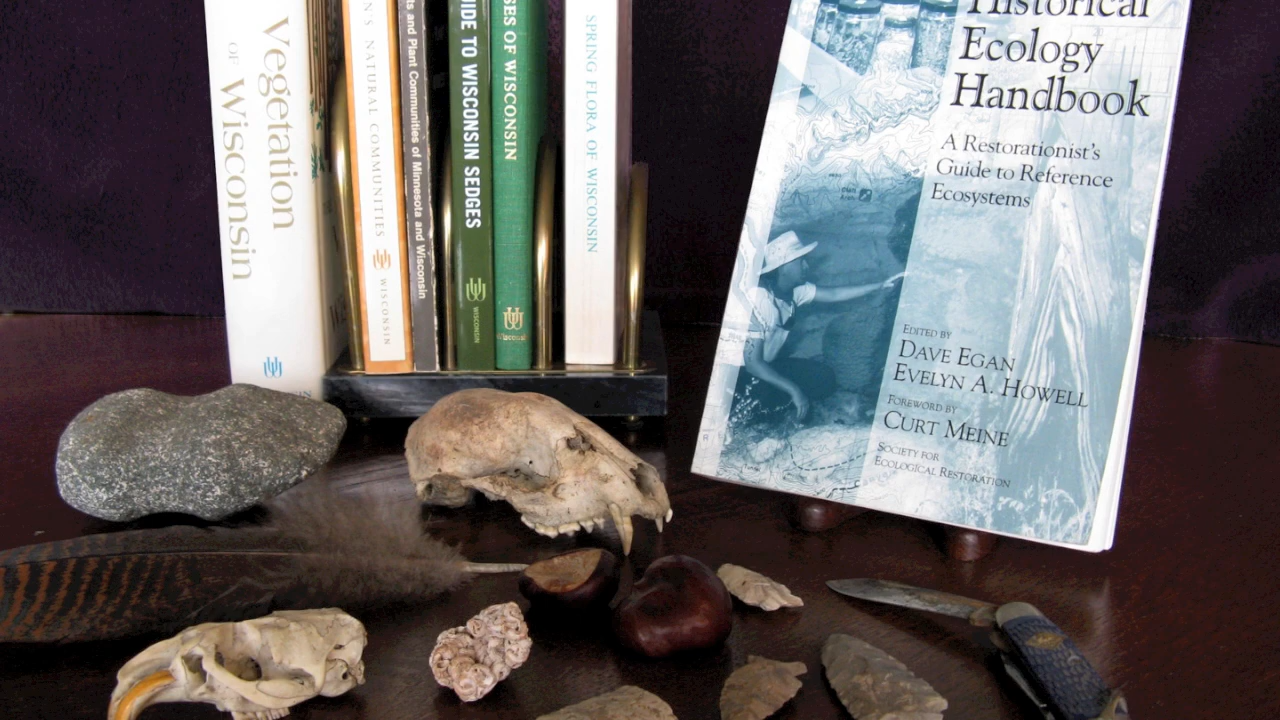 Vegetation
OF Wisconsin
N'S NATURAL COMMUNITIES
WISCONSIN
and Plant Communities of Minnesota and Wisconsin
TO WISCONSIN SEDGES
WISCONSIN
OF WISCONSIN
Wisconsin
SPRING FLORA OF WISCONSIN
Historical
Ecology
Handbook
A Restorationist's
Guide to Reference
Ecosystems
EDITED BY
DAVE EGAN
EVELYN A. HOWELL
FOREWORD BY
CURT MEINE
SOCIETY FOR
ECOLOGICAL RESTORATION